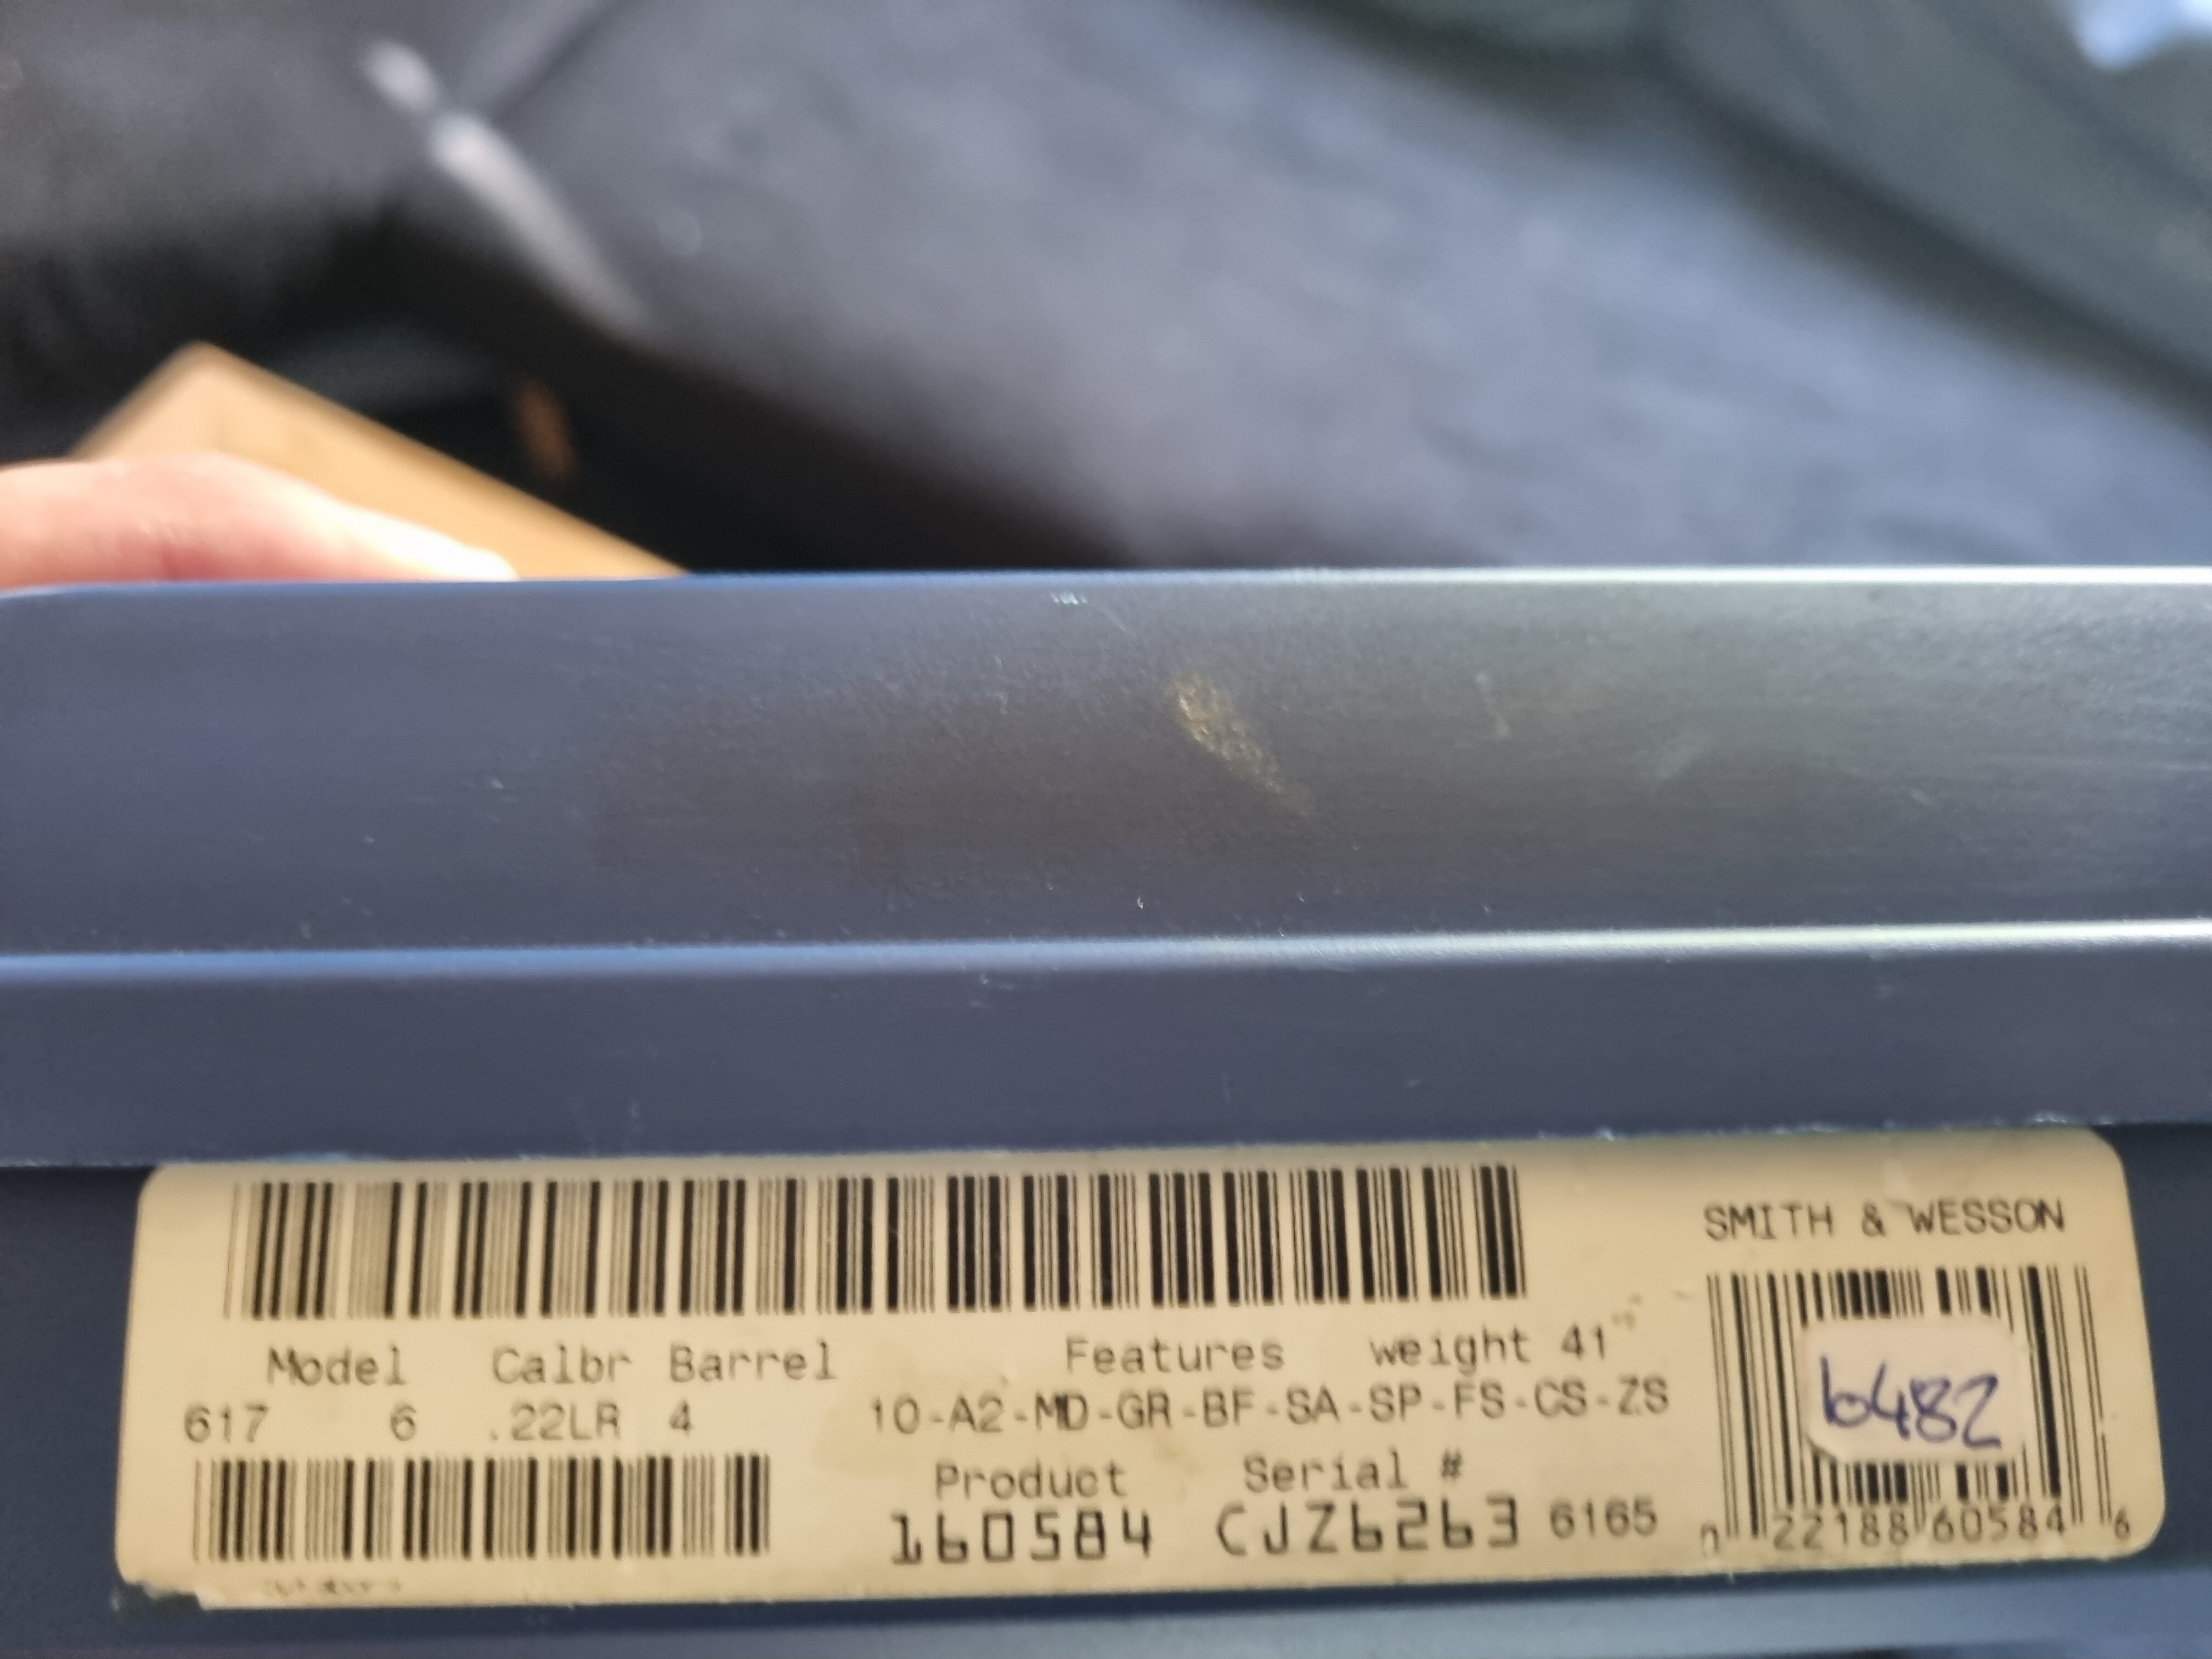 SMITH & WESSON
Model Calbr Barrel Features weight 41
617 6 .22LR 4 10-A2-MD-GR-BF-SA-SP-FS-CS-ZS
6482
Product Serial #
160584 CJZ6263 6165
0 22188 60584 6